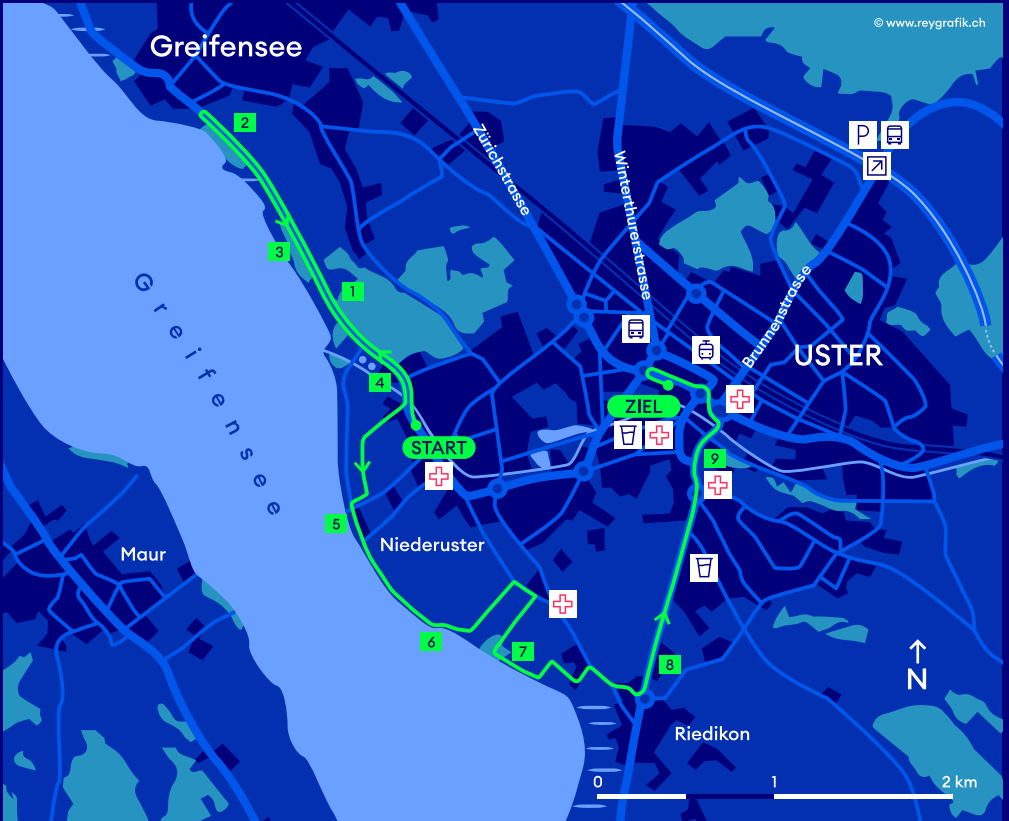 © www.reygrafik.ch
Greifensee
2
P
Zürichstrasse
Winterthurerstrasse
3
1
Greifensee
Brunnenstrasse
USTER
4
ZIEL
START
9
5
Niederuster
Maur
6
7
8
N
Riedikon
0 1 2 km